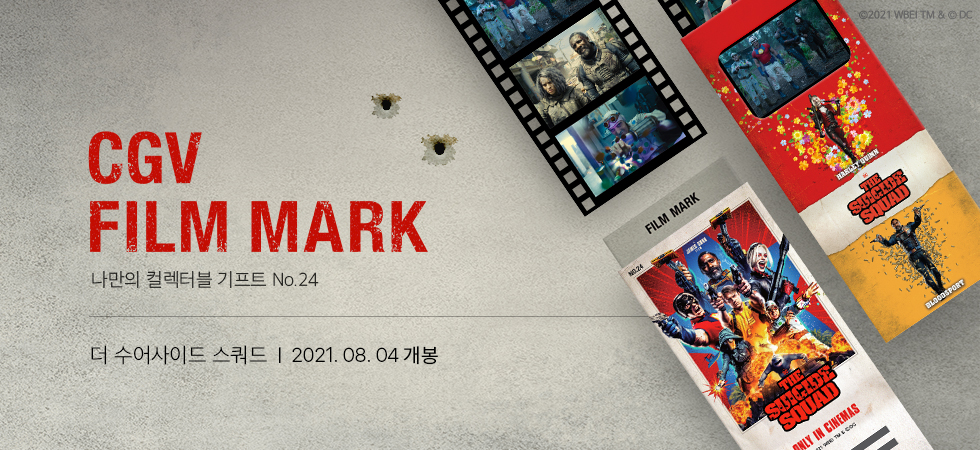 ©2021 WBEI TM & © DC
CGV
FILM MARK
나만의 컬렉터블 기프트 No.24
더 수어사이드 스쿼드 | 2021. 08. 04 개봉
FILM MARK
NO.24
JAMES GUNN
THE
SUICIDE
SQUAD
ONLY IN CINEMAS
HARLEY QUINN
THE
SUICIDE
SQUAD
BLOODSPORT